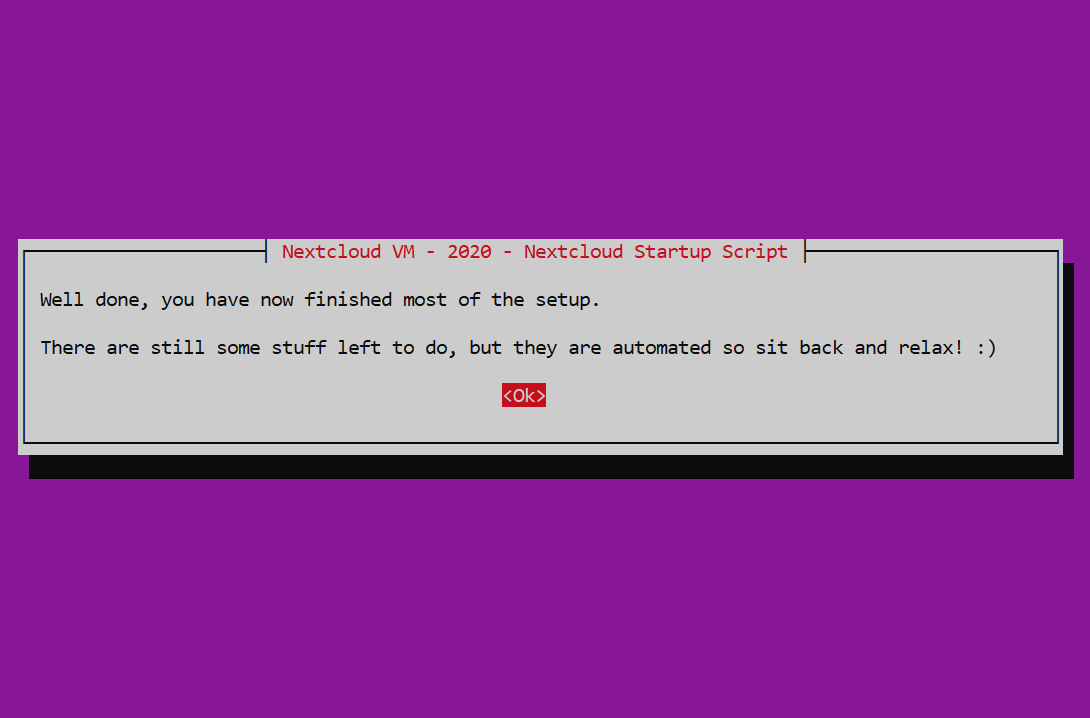 Nextcloud VM - 2020 - Nextcloud Startup Script
Well done, you have now finished most of the setup.
There are still some stuff left to do, but they are automated so sit back and relax! :)
<Ok>